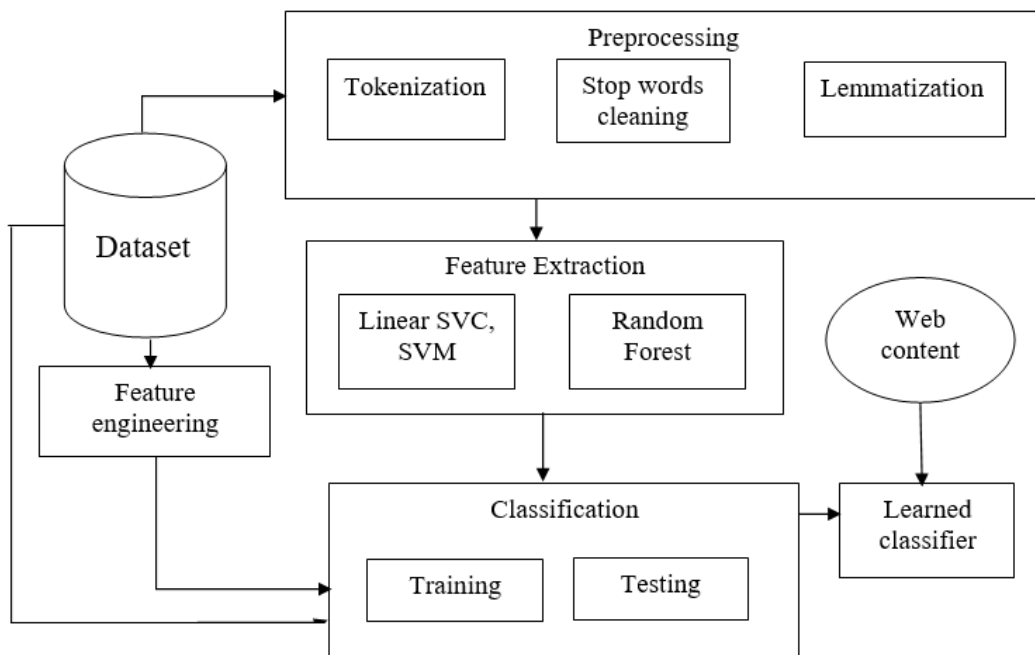 Preprocessing
Tokenization
Stop words
cleaning
Lemmatization
Dataset
Feature Extraction
Linear SVC,
SVM
Random
Forest
Web
content
Feature
engineering
Classification
Training
Testing
Learned
classifier